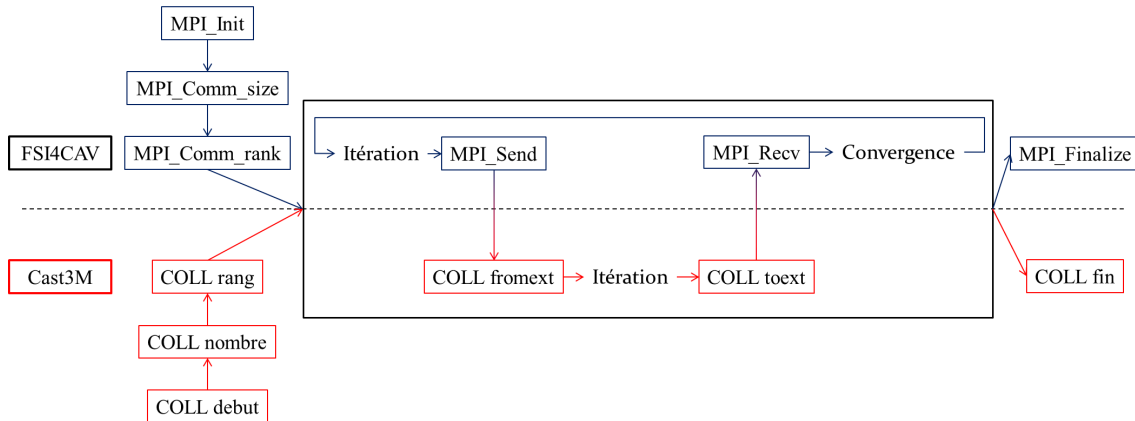 MPI_Init
MPI_Comm_size
FSI4CAV
MPI_Comm_rank
Itération
MPI_Send
MPI_Recv
Convergence
MPI_Finalize
Cast3M
COLL rang
COLL fromext
Itération
COLL toext
COLL fin
COLL nombre
COLL debut